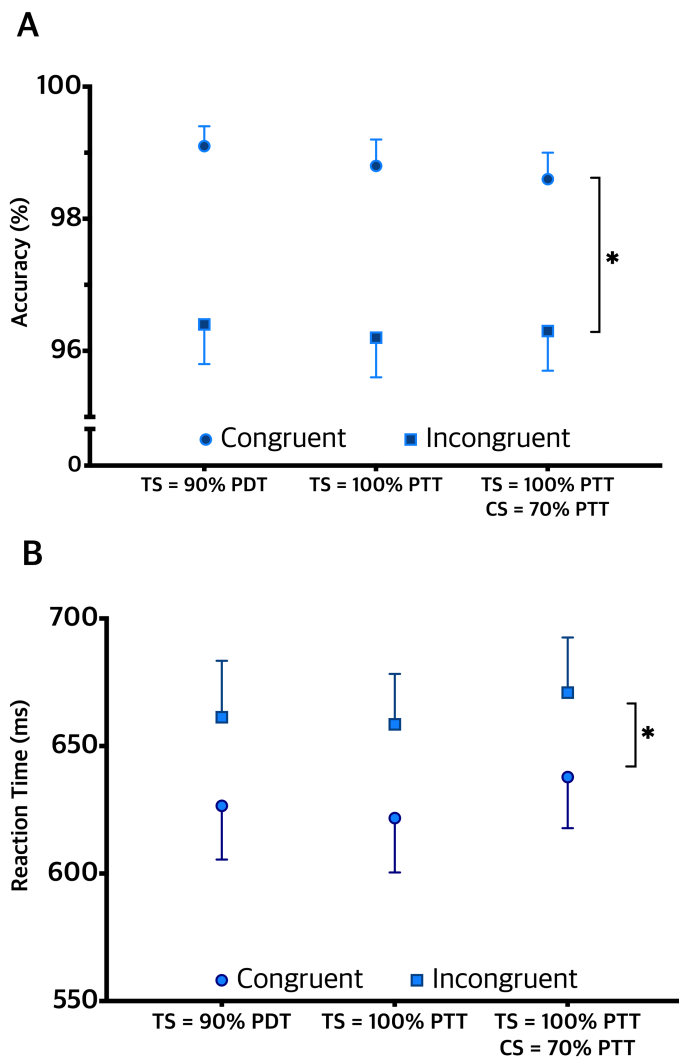 A
100
98
96
0
Accuracy (%)
Congruent Incongruent
TS = 90% PDT TS = 100% PTT TS = 100% PTT
CS = 70% PTT
*
B
700
650
600
550
Reaction Time (ms)
*
Congruent Incongruent
TS = 90% PDT TS = 100% PTT TS = 100% PTT
CS = 70% PTT